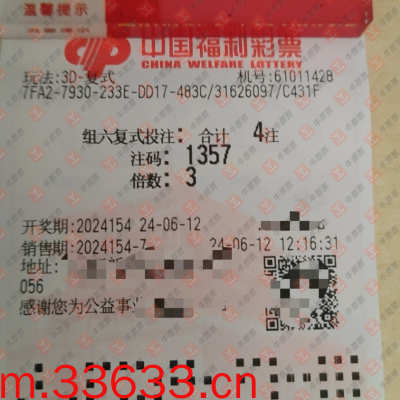 温馨提示
中国福利彩票
CHINA WELFARE LOTTERY
玩法:3D-复式 机号:61011428
7FA2-7930-233E-DD17-483C/31626097/C431F
组六复式投注: 合计 4注
注码: 1357
倍数: 3
开奖期:2024154 24-06-12
销售期:2024154-7 24-06-12 12:16:31
地址:
056
感谢您为公益事业
m.33633.cn